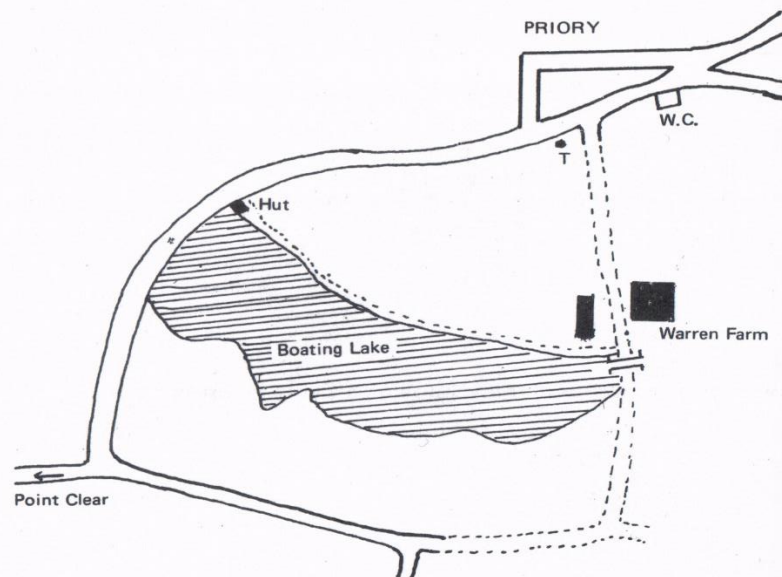 PRIORY
W.C.
T
Hut
Warren Farm
Boating Lake
Point Clear